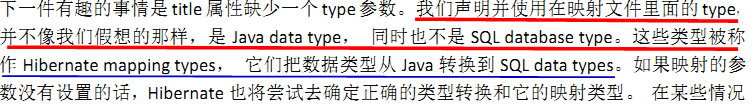 下一件有趣的事情是 title 属性缺少一个 type 参数。我们声明并使用在映射文件里面的 type，
并不像我们假想的那样，是 Java data type， 同时也不是 SQL database type。这些类型被称
作 Hibernate mapping types， 它们把数据类型从 Java 转换到 SQL data types。如果映射的参
数没有设置的话，Hibernate 也将尝试去确定正确的类型转换和它的映射类型。 在某些情况